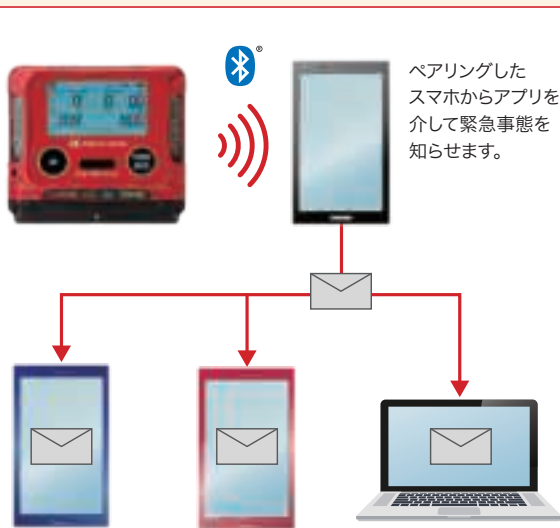 ペアリングした
スマホからアプリを
介して緊急事態を
知らせます。